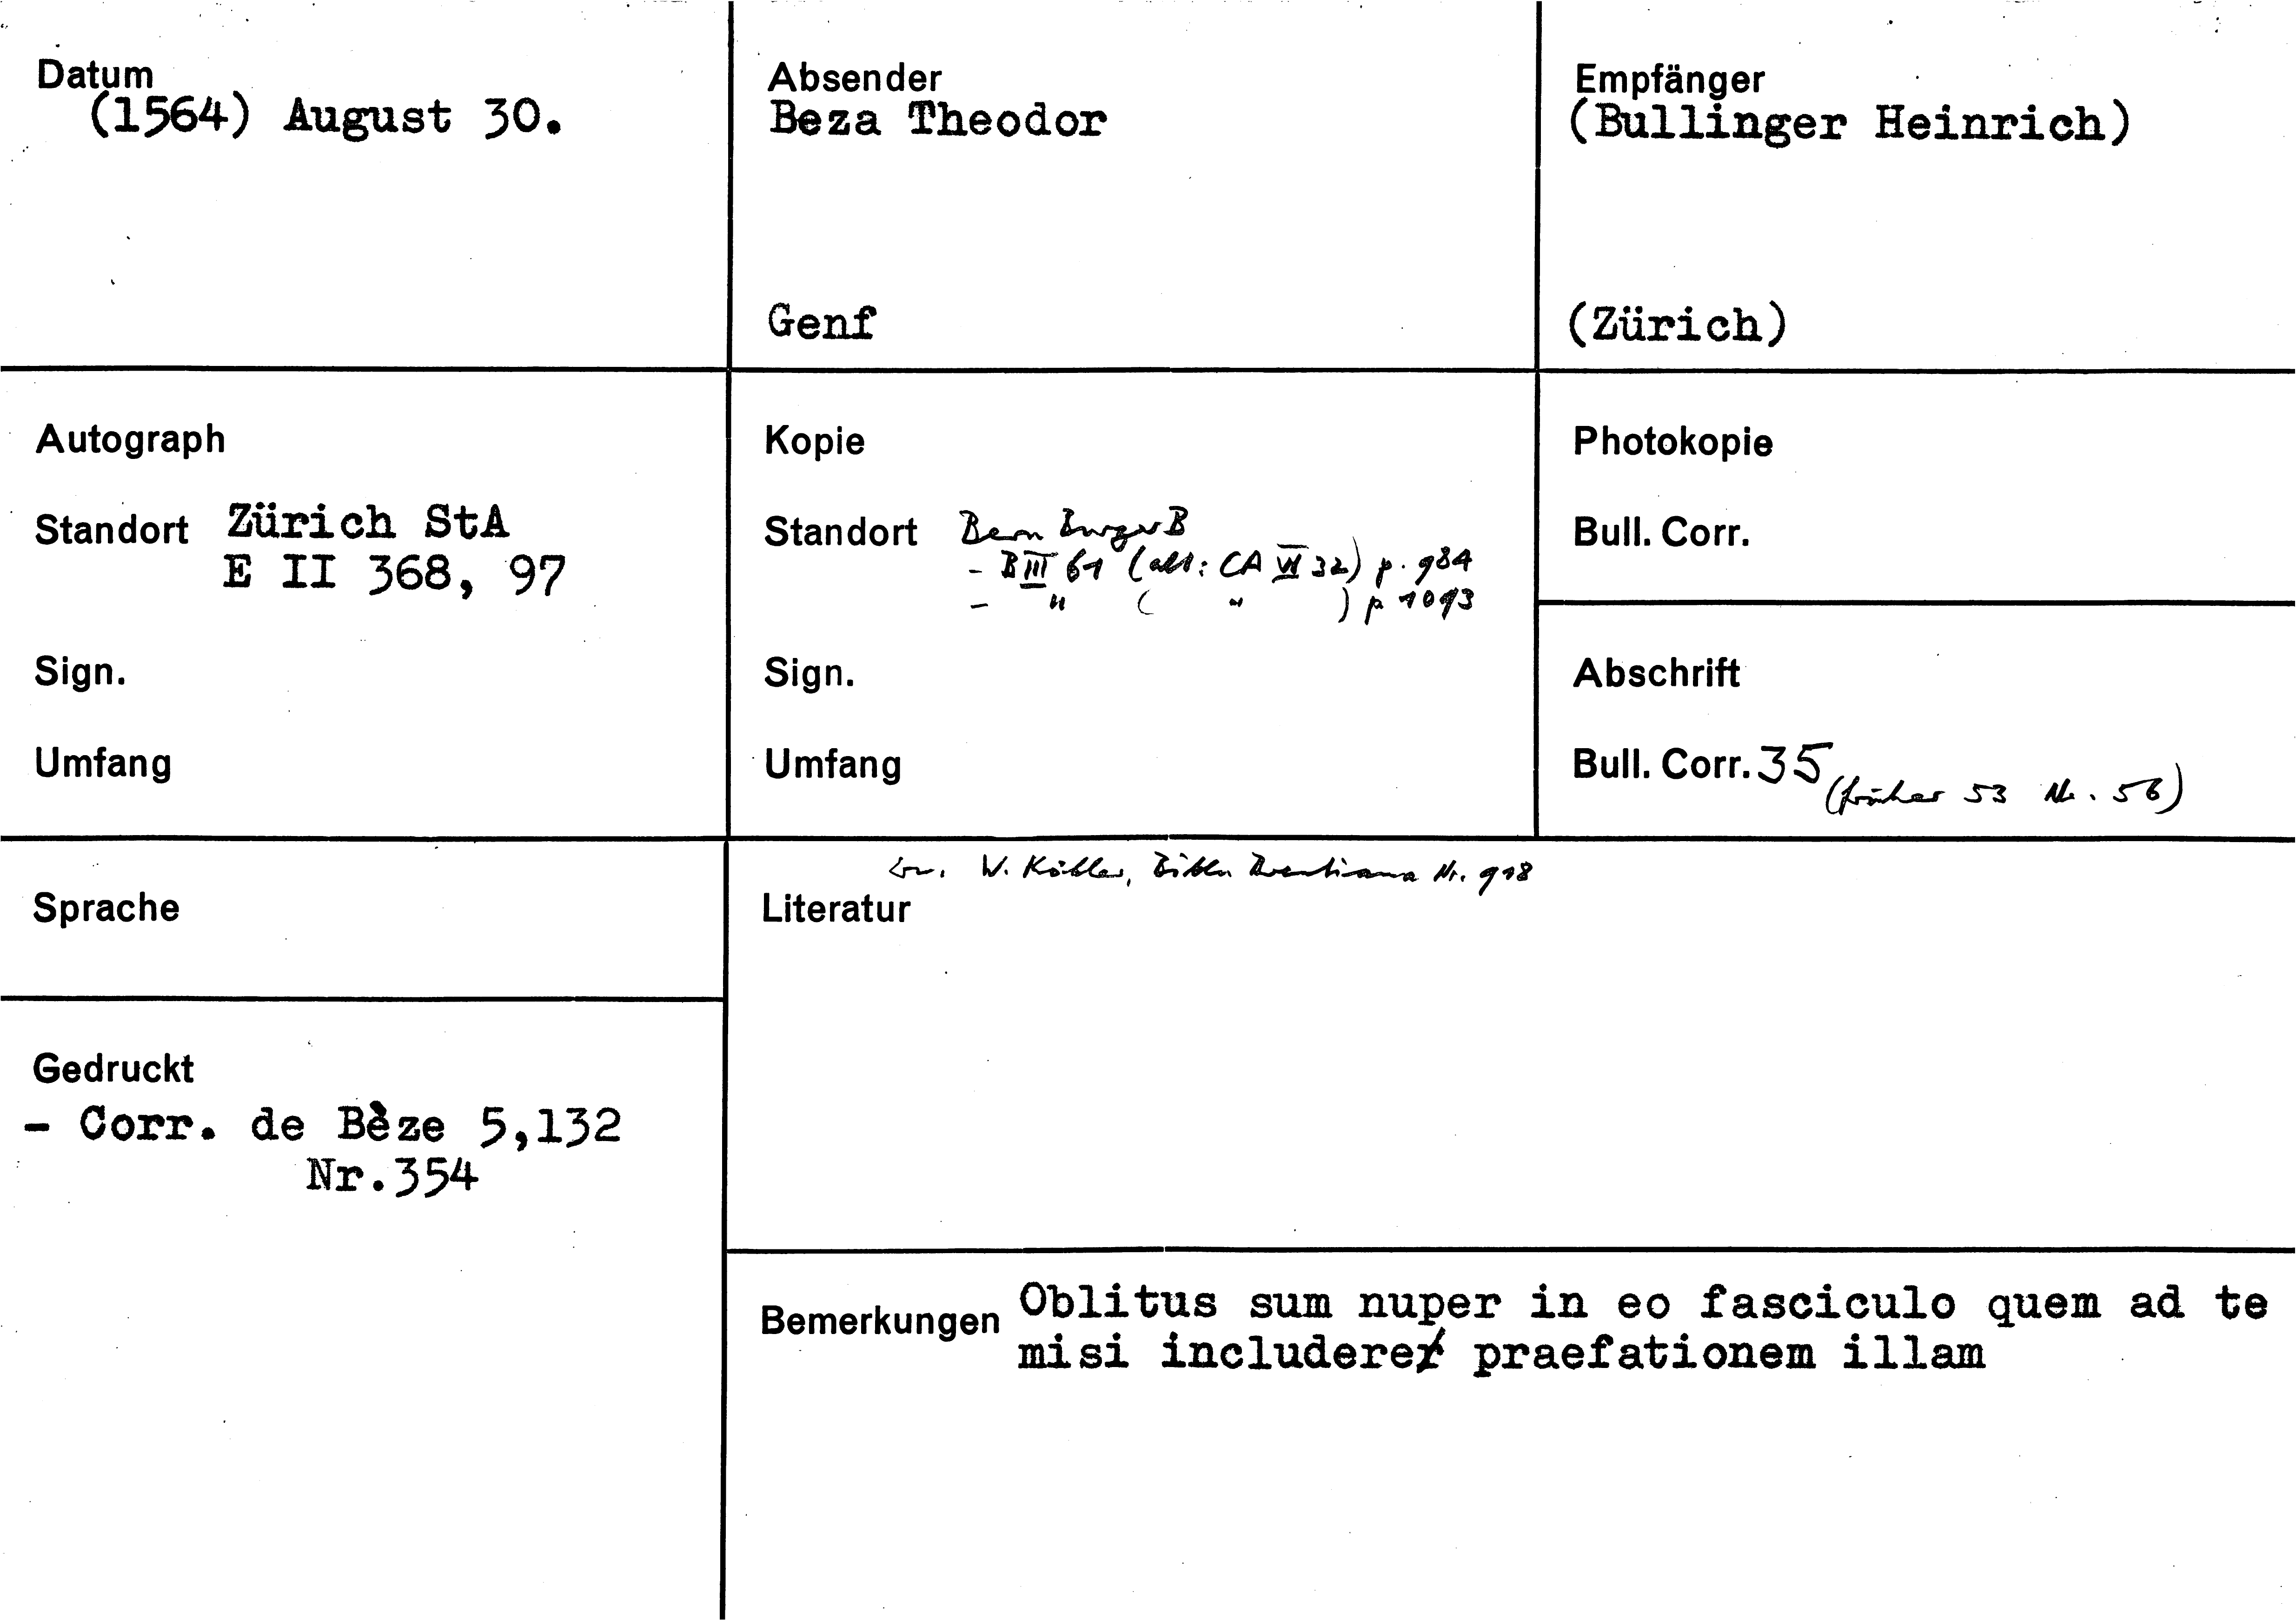 Datum
(1564) August 30.
Absender
Beza Theodor
Genf
Empfänger
(Bullinger Heinrich)
(Zürich)
Autograph
Standort Zürich StA
E II 368, 97
Sign.
Umfang
Kopie
Standort Bern BurgerB
- B III 61 (alt: CA VI 32) p. 984
- " ( " ) p 1093
Sign.
Umfang
Photokopie
Bull. Corr.
Abschrift
Bull. Corr. 35 (früher 53 Nr. 56)
Sprache
Gedruckt
- Corr. de Bèze 5,132
Nr.354
W. Köhler, Bibl. Brentiana Nr. 918
Literatur
Bemerkungen Oblitus sum nuper in eo fasciculo quem ad te
misi includere praefationem illam